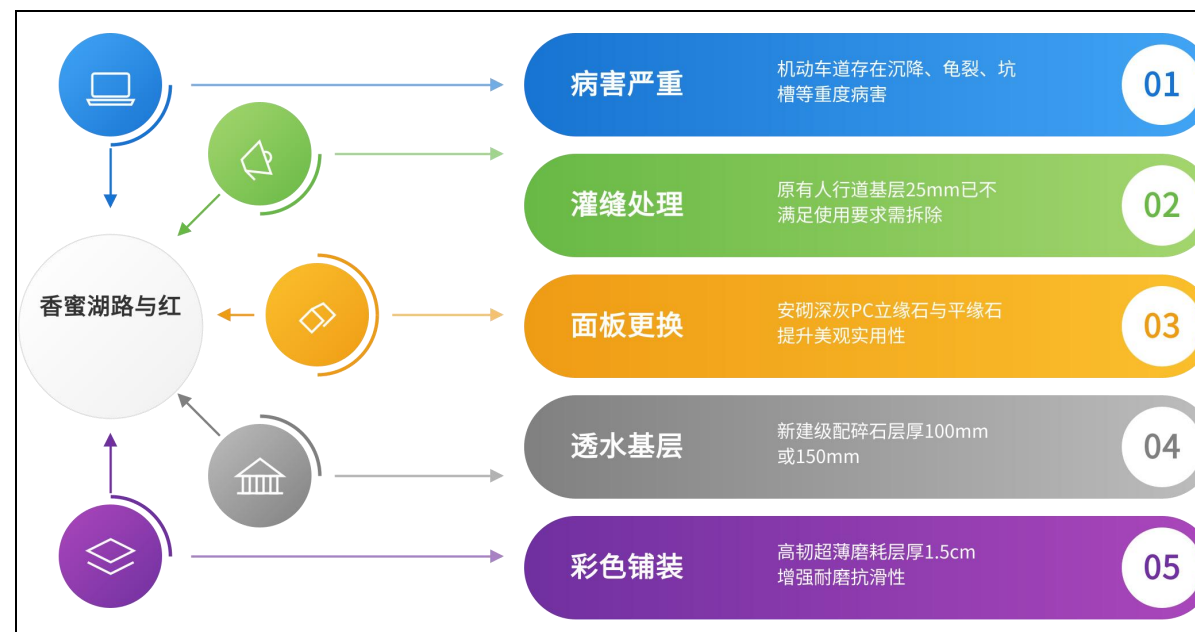 病害严重
机动车道存在沉降、龟裂、坑
槽等重度病害
01
灌缝处理
原有人行道基层25mm已不
满足使用要求需拆除
02
香蜜湖路与红
面板更换
安砌深灰PC立缘石与平缘石
提升美观实用性
03
透水基层
新建级配碎石层厚100mm
或150mm
04
彩色铺装
高韧超薄磨耗层厚1.5cm
增强耐磨抗滑性
05